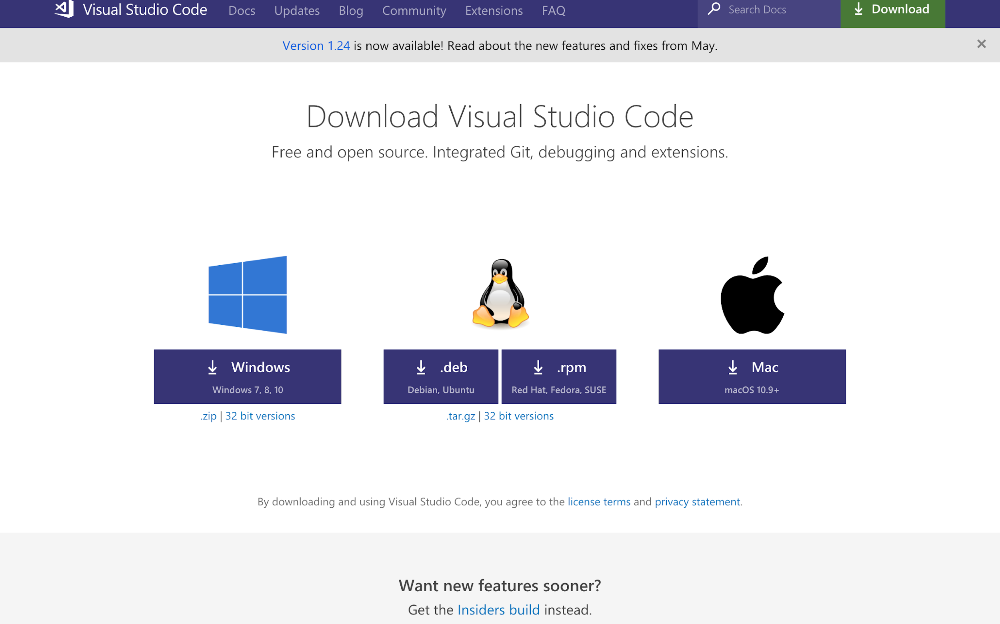 Visual Studio Code Docs Updates Blog Community Extensions FAQ Search Docs Download
Version 1.24 is now available! Read about the new features and fixes from May.
Download Visual Studio Code
Free and open source. Integrated Git, debugging and extensions.
Windows
Windows 7, 8, 10
.zip | 32 bit versions
.deb
Debian, Ubuntu
.rpm
Red Hat, Fedora, SUSE
.tar.gz | 32 bit versions
Mac
macOS 10.9+
By downloading and using Visual Studio Code, you agree to the license terms and privacy statement.
Want new features sooner?
Get the Insiders build instead.